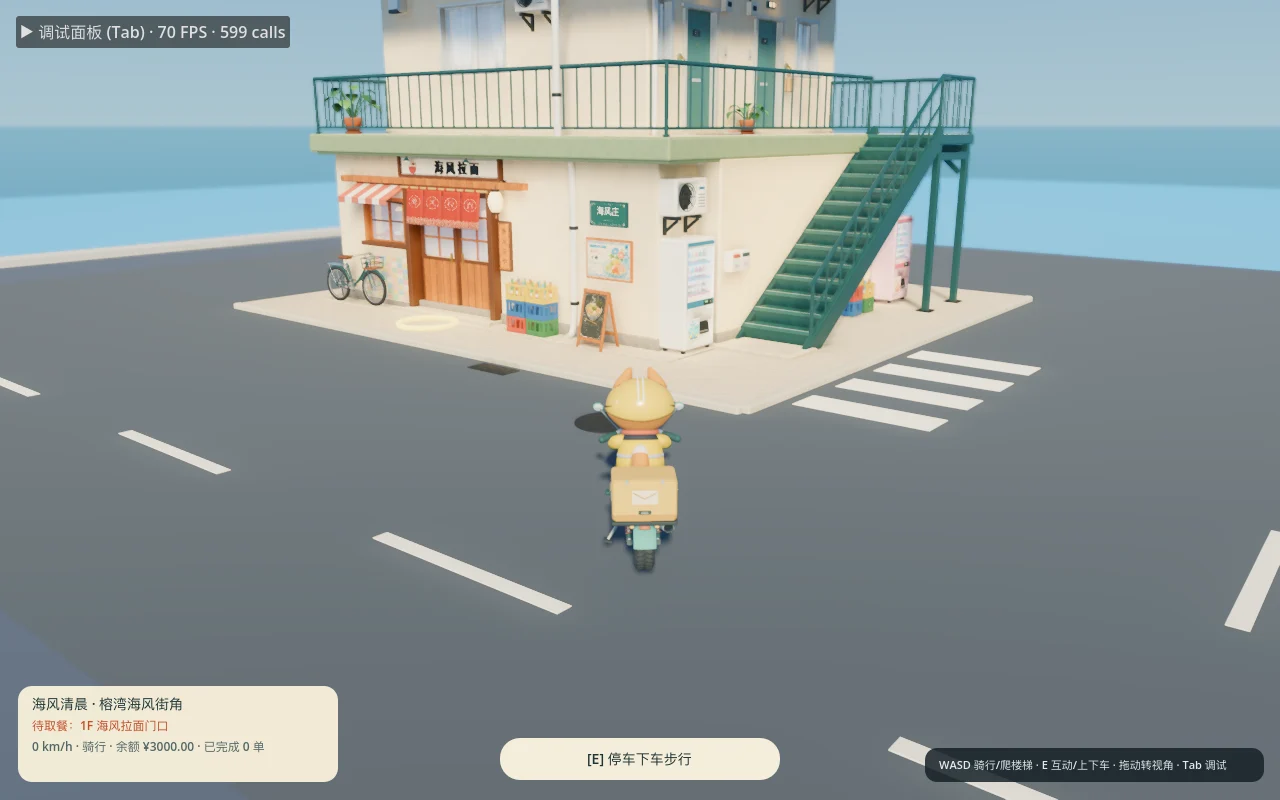 ▶ 调试面板 (Tab) · 70 FPS · 599 calls
海风拉面
海风庄
海风清晨 · 榕湾海风街角
待取餐： 1F 海风拉面门口
0 km/h · 骑行 · 余额 ¥3000.00 · 已完成 0 单
[E] 停车下车步行
WASD 骑行/爬楼梯 · E 互动/上下车 · 拖动转视角 · Tab 调试